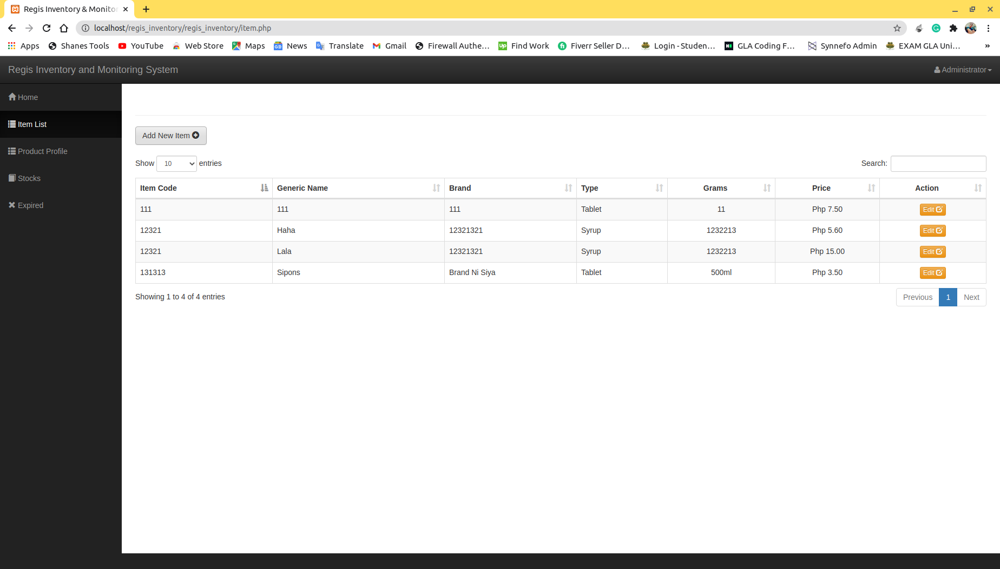 Regis Inventory & Monitor
localhost/regis_inventory/regis_inventory/item.php
Apps Shanes Tools YouTube Web Store Maps News Translate Gmail Firewall Authe... Find Work Fiverr Seller D... Login - Studen... GLA Coding F... Synnefo Admin EXAM GLA Uni... »
Regis Inventory and Monitoring System Administrator
Home
Item List
Product Profile
Stocks
Expired
Add New Item
Show 10 entries Search:
Item Code Generic Name Brand Type Grams Price Action
111 111 111 Tablet 11 Php 7.50 Edit
12321 Haha 12321321 Syrup 1232213 Php 5.60 Edit
12321 Lala 12321321 Syrup 1232213 Php 15.00 Edit
131313 Sipons Brand Ni Siya Tablet 500ml Php 3.50 Edit
Showing 1 to 4 of 4 entries Previous 1 Next